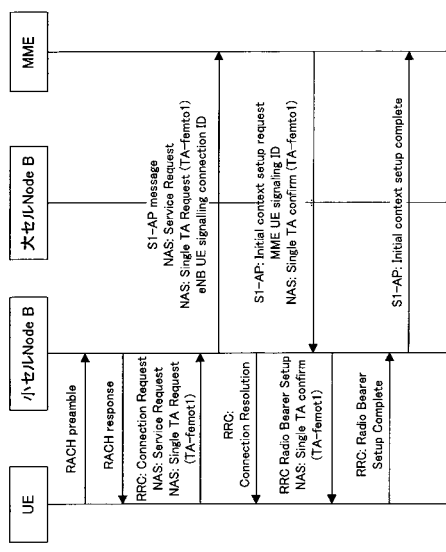 UE
小セルNode B
大セルNode B
MME
RACH preamble
RACH response
RRC: Connection Request
NAS: Service Request
NAS: Single TA Request
(TA-femot1)
S1-AP message
NAS: Service Request
NAS: Single TA Request (TA-femto1)
eNB UE signalling connection ID
RRC:
Connection Resolution
S1-AP: Initial context setup request
MME UE signaling ID
NAS: Single TA confirm (TA-femto1)
RRC Radio Bearer Setup
NAS: Single TA confirm
(TA-femot1)
RRC: Radio Bearer
Setup Complete
S1-AP: Initial context setup complete